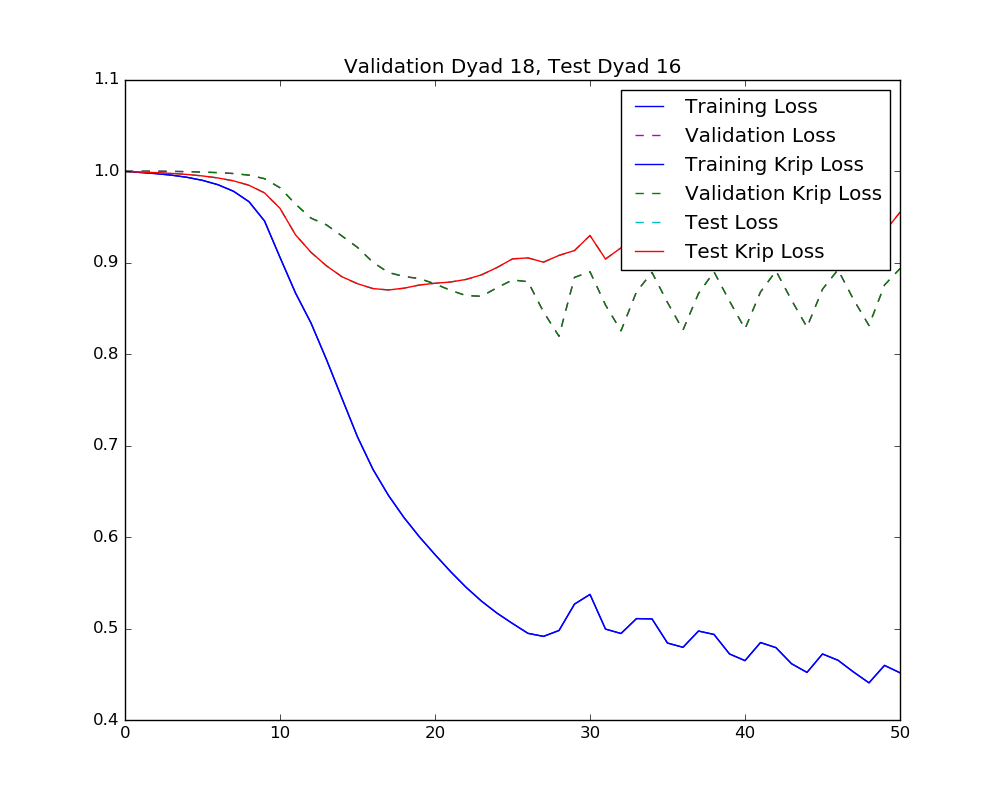 Validation Dyad 18, Test Dyad 16
1.1
1.0
0.9
0.8
0.7
0.6
0.5
0.4
Training Loss
Validation Loss
Training Krip Loss
Validation Krip Loss
Test Loss
Test Krip Loss
0 10 20 30 40 50